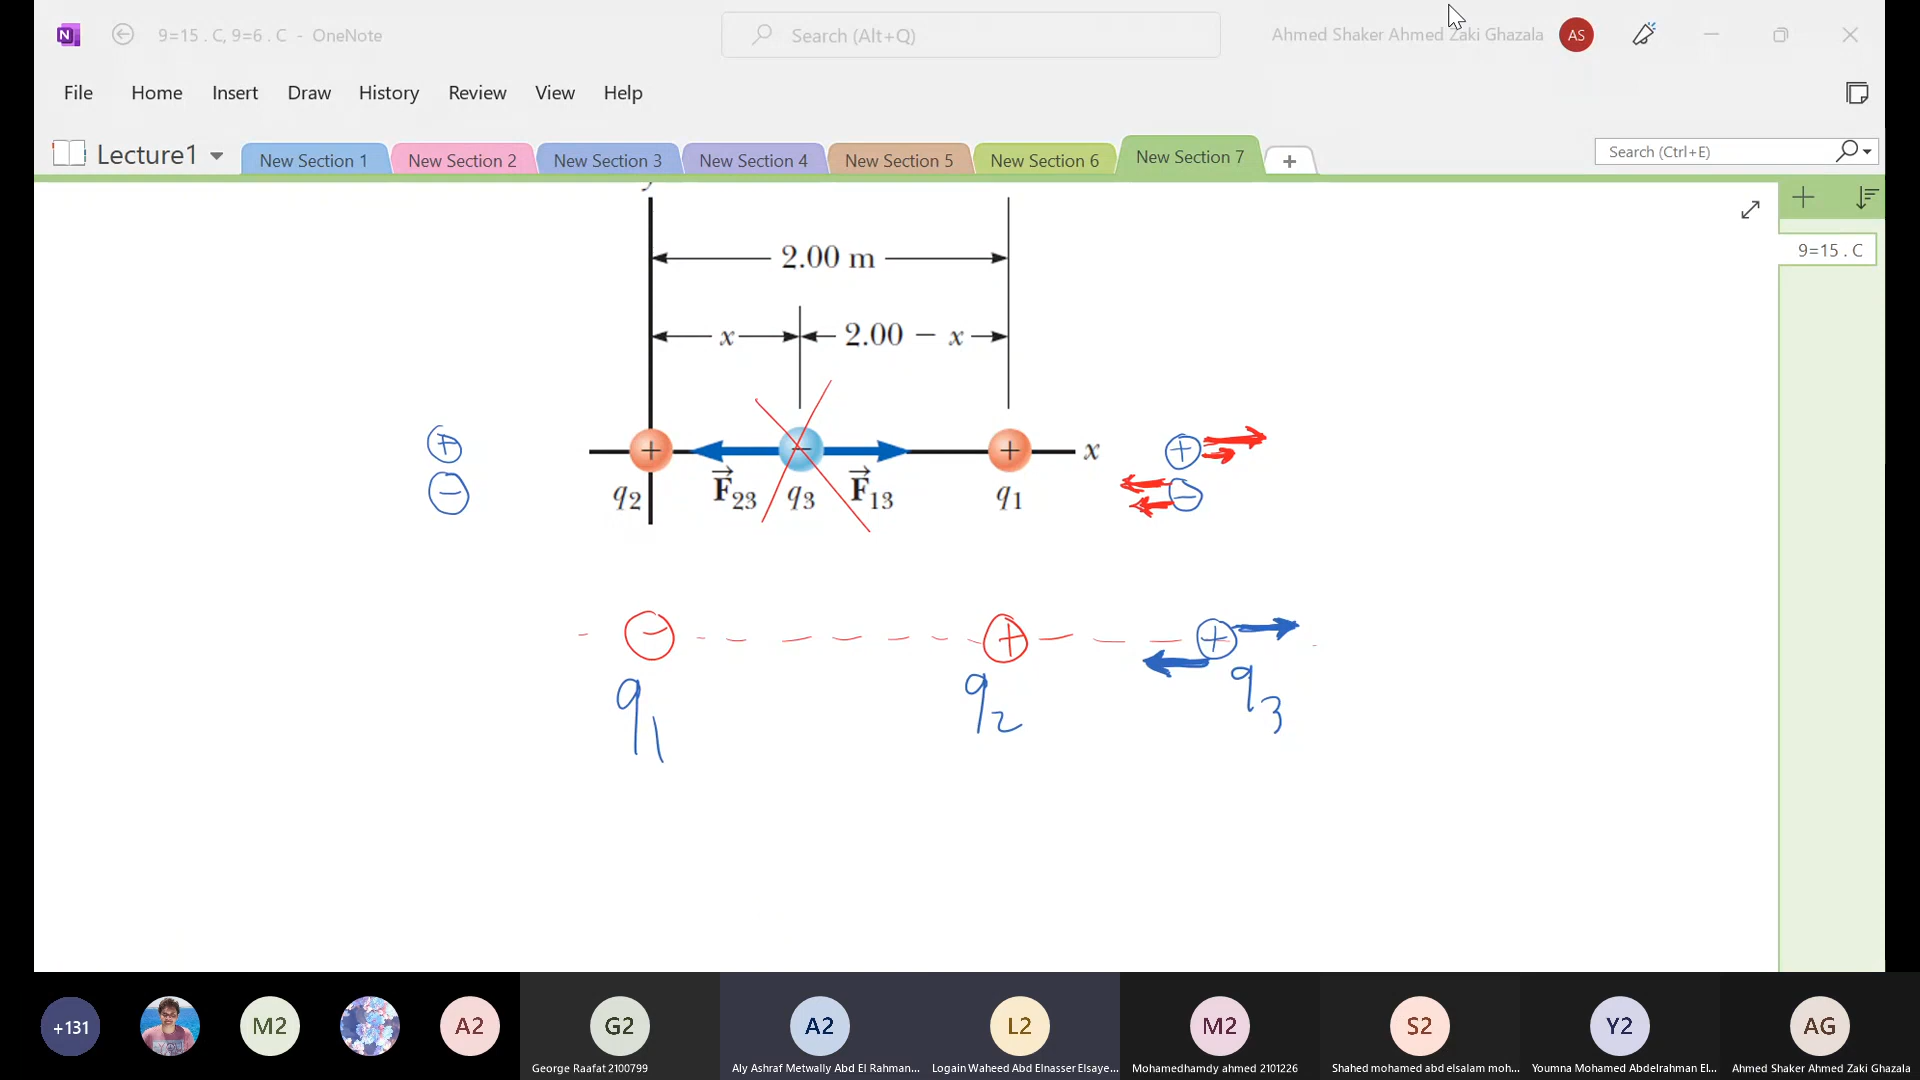 9=15 . C, 9=6 . C - OneNote
Search (Alt+Q)
Ahmed Shaker Ahmed Zaki Ghazala
AS
File Home Insert Draw History Review View Help
Lecture1
New Section 1
New Section 2
New Section 3
New Section 4
New Section 5
New Section 6
New Section 7
+
Search (Ctrl+E)
9=15 . C
2.00 m
x
2.00 − x
+ + − + x +
−
−
q2 F23 q3 F13 q1
− + +
q1 q2 q3
+131
M2
A2
G2
A2
L2
M2
S2
Y2
AG
George Raafat 2100799
Aly Ashraf Metwally Abd El Rahman...
Logain Waheed Abd Elnasser Elsaye...
Mohamedhamdy ahmed 2101226
Shahed mohamed abd elsalam moh...
Youmna Mohamed Abdelrahman El...
Ahmed Shaker Ahmed Zaki Ghazala